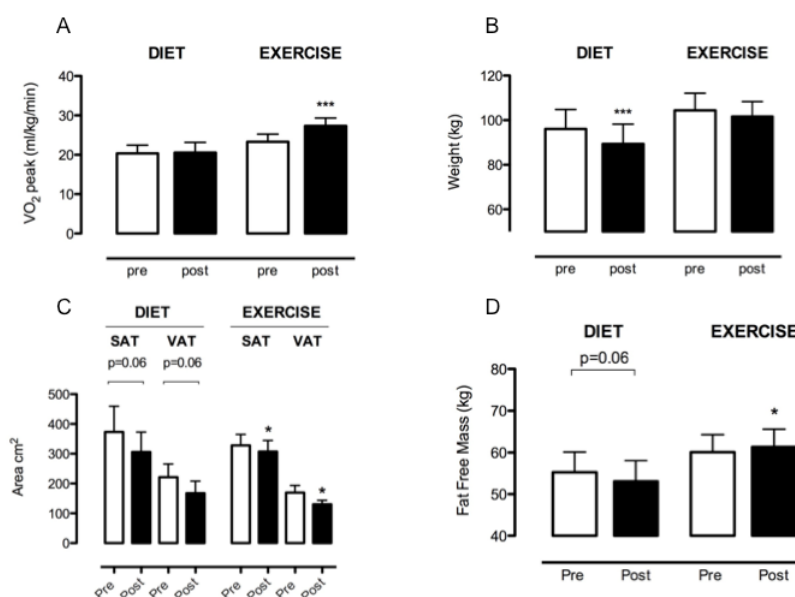 A
DIET EXERCISE
***
VO2 peak (ml/kg/min)
40
30
20
10
0
pre post pre post
B
DIET EXERCISE
***
Weight (kg)
120
100
80
60
pre post pre post
C
DIET EXERCISE
SAT VAT SAT VAT
p=0.06 p=0.06
* *
Area cm²
500
400
300
200
100
0
Pre Post Pre Post Pre Post Pre Post
D
DIET EXERCISE
p=0.06
*
Fat Free Mass (kg)
80
70
60
50
40
Pre Post Pre Post